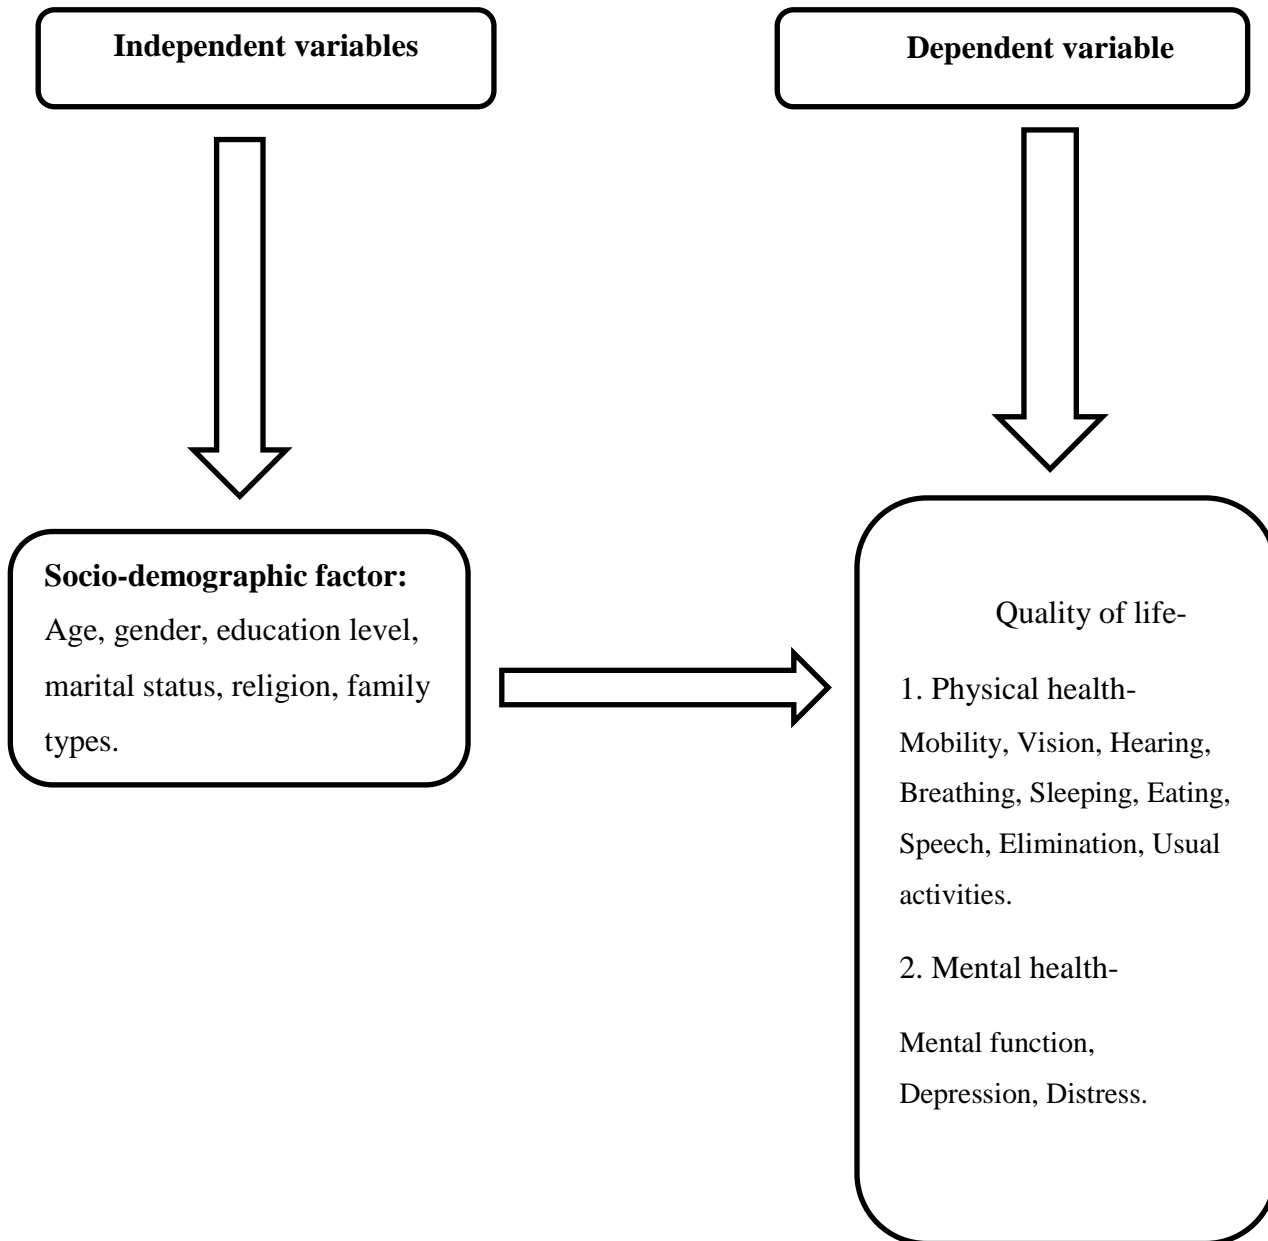 Independent variables
Dependent variable
Socio-demographic factor:
Age, gender, education level,
marital status, religion, family
types.
Quality of life-
1. Physical health-
Mobility, Vision, Hearing,
Breathing, Sleeping, Eating,
Speech, Elimination, Usual
activities.
2. Mental health-
Mental function,
Depression, Distress.